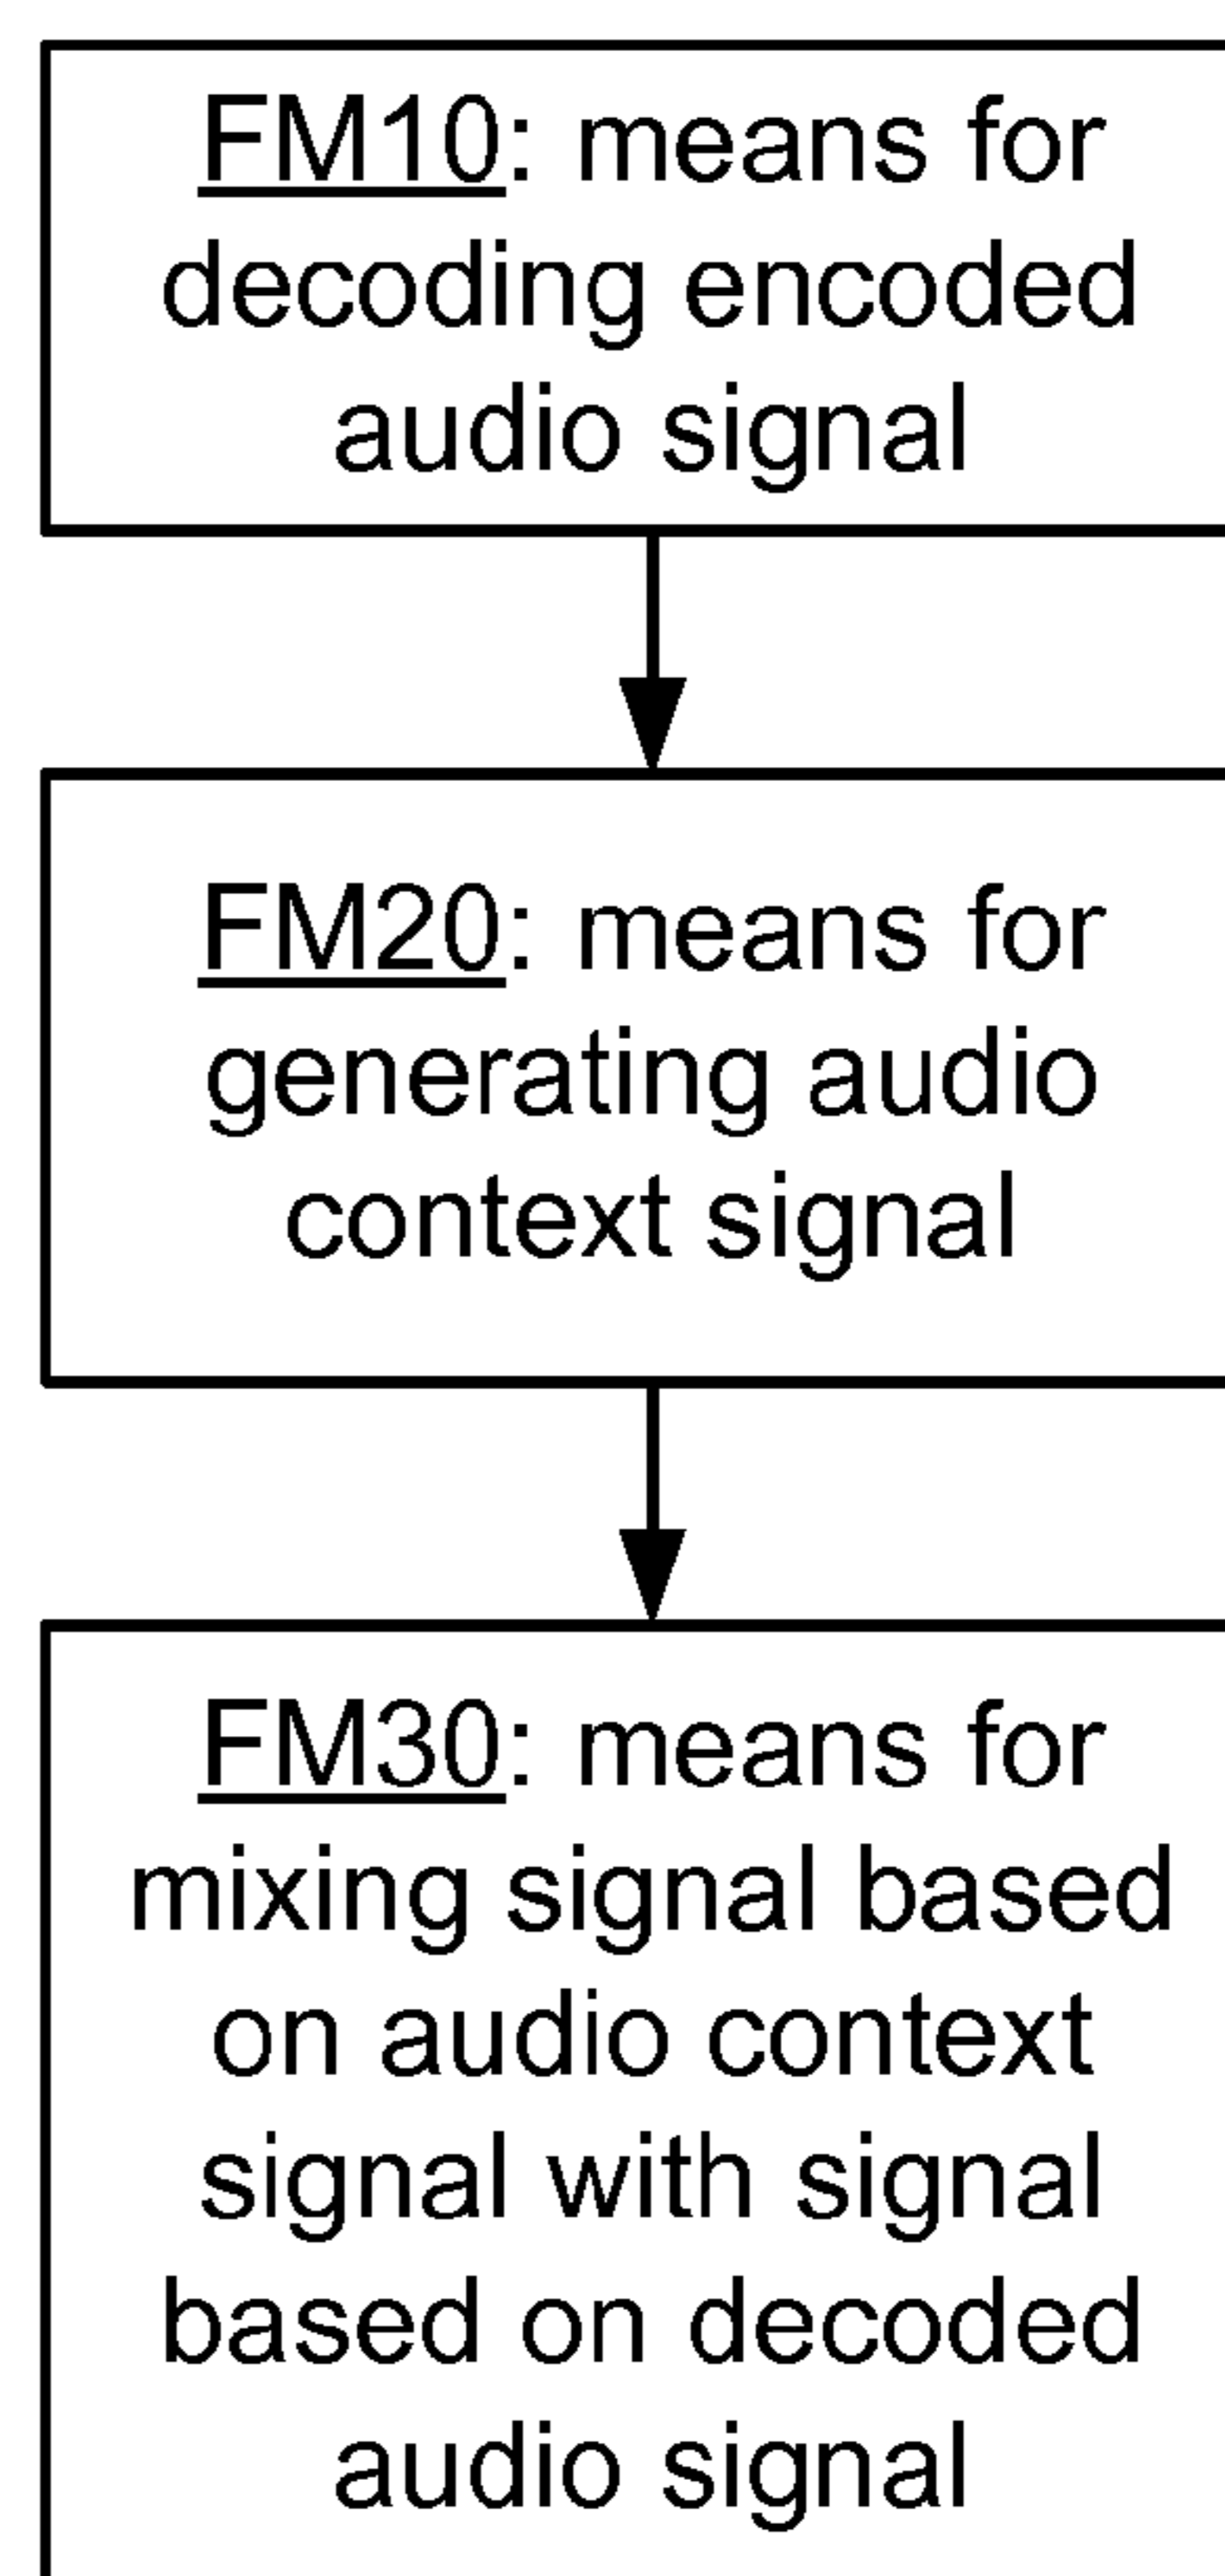 FM10: means for
decoding encoded
audio signal
FM20: means for
generating audio
context signal
FM30: means for
mixing signal based
on audio context
signal with signal
based on decoded
audio signal